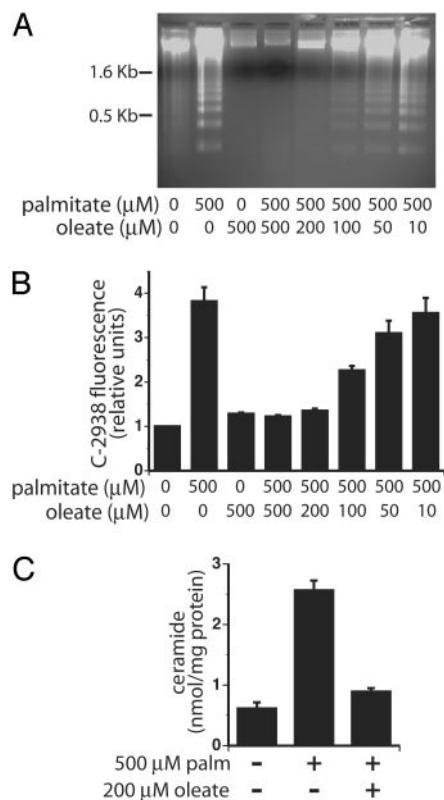 A
1.6 Kb
0.5 Kb
palmitate (μM) 0 500 0 500 500 500 500 500
oleate (μM) 0 0 500 500 200 100 50 10
B
C-2938 fluorescence
(relative units)
4
3
2
1
0
palmitate (μM) 0 500 0 500 500 500 500 500
oleate (μM) 0 0 500 500 200 100 50 10
C
ceramide
(nmol/mg protein)
3
2
1
0
500 μM palm - + +
200 μM oleate - - +